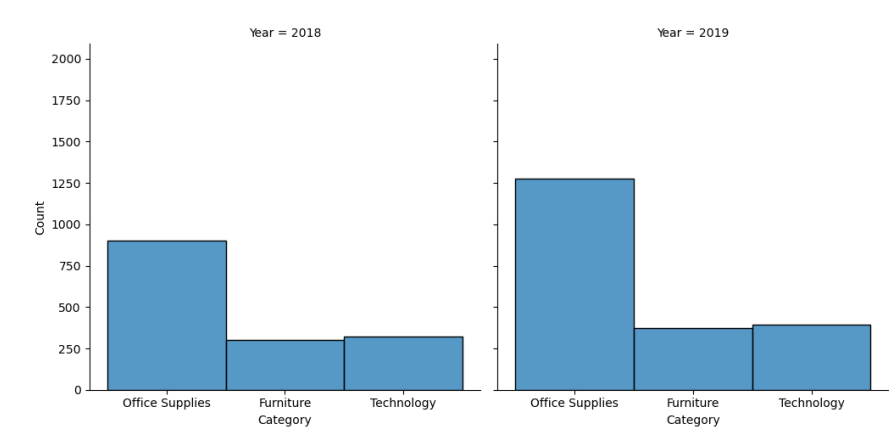 Year = 2018
Year = 2019
2000
1750
1500
1250
1000
750
500
250
0
Count
Office Supplies Furniture Technology
Category
Office Supplies Furniture Technology
Category